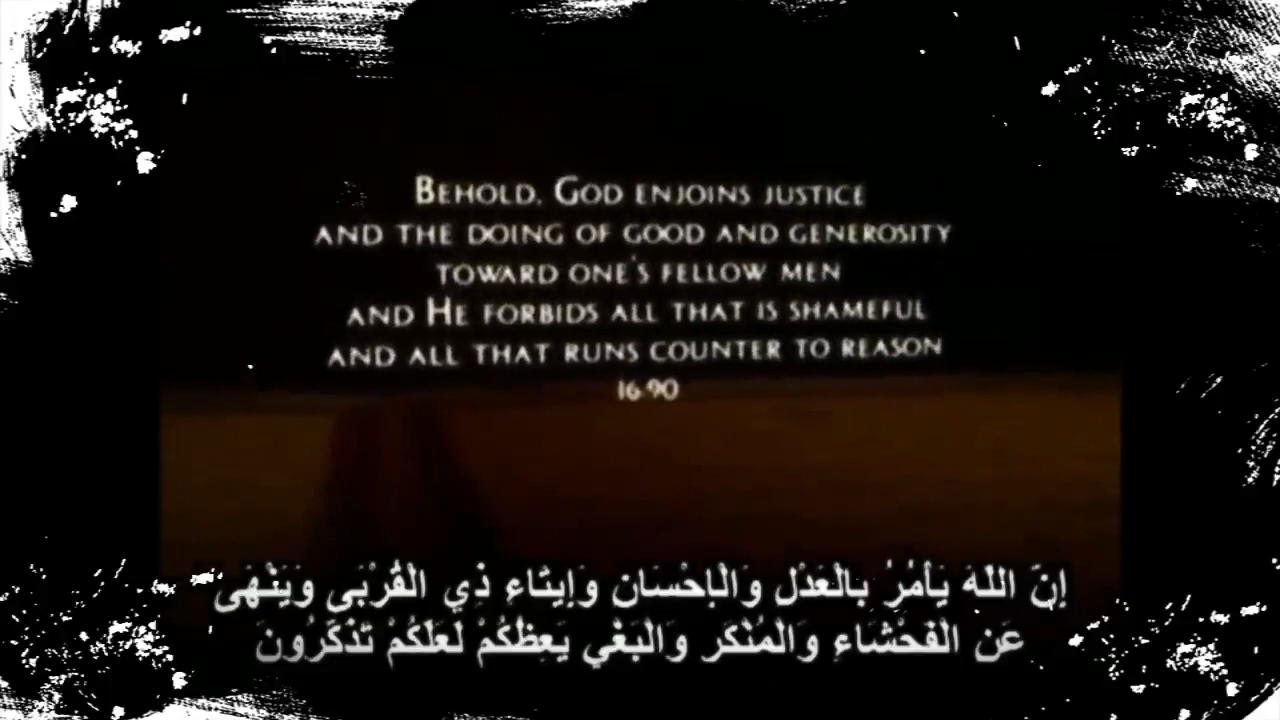 BEHOLD, GOD ENJOINS JUSTICE
AND THE DOING OF GOOD AND GENEROSITY
TOWARD ONE'S FELLOW MEN
AND HE FORBIDS ALL THAT IS SHAMEFUL
AND ALL THAT RUNS COUNTER TO REASON
16.90
إِنَّ اللَّهَ يَأْمُرُ بِالْعَدْلِ وَالْإِحْسَانِ وَإِيتَاءِ ذِي الْقُرْبَى وَيَنْهَى
عَنِ الْفَحْشَاءِ وَالْمُنْكَرِ وَالْبَغْيِ يَعِظُكُمْ لَعَلَّكُمْ تَذَكَّرُونَ